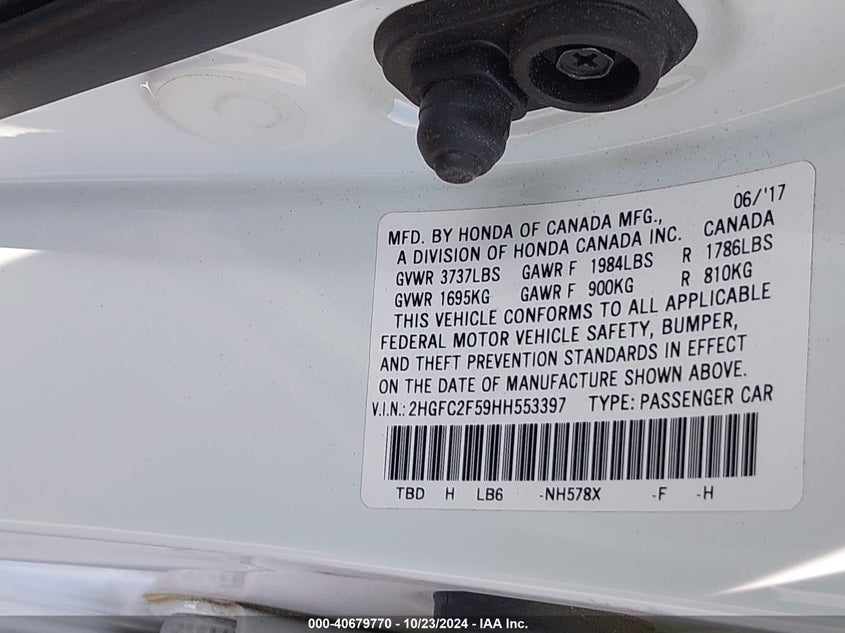 06/'17
MFD. BY HONDA OF CANADA MFG.,
A DIVISION OF HONDA CANADA INC. CANADA
GVWR 3737LBS GAWR F 1984LBS R 1786LBS
GVWR 1695KG GAWR F 900KG R 810KG
THIS VEHICLE CONFORMS TO ALL APPLICABLE
FEDERAL MOTOR VEHICLE SAFETY, BUMPER,
AND THEFT PREVENTION STANDARDS IN EFFECT
ON THE DATE OF MANUFACTURE SHOWN ABOVE.
V.I.N.: 2HGFC2F59HH553397 TYPE: PASSENGER CAR
TBD H LB6 -NH578X -F -H
000-40679770 - 10/23/2024 - IAA Inc.